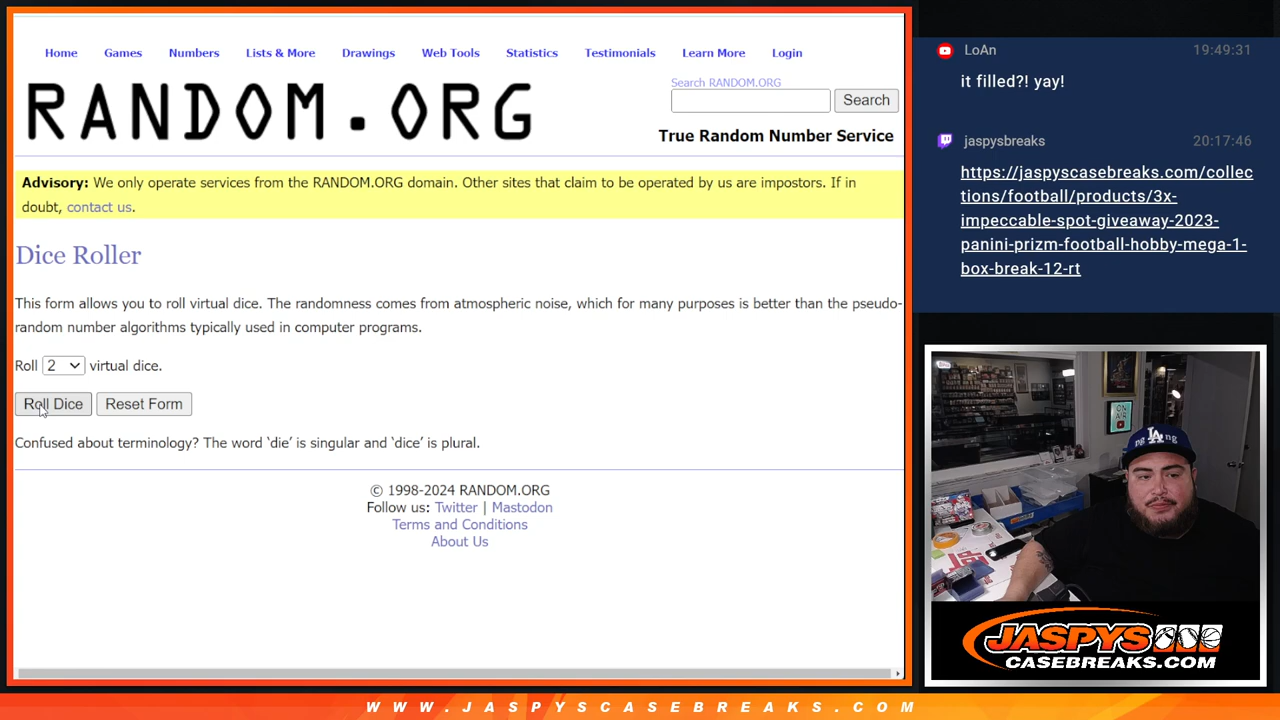 Home Games Numbers Lists & More Drawings Web Tools Statistics Testimonials Learn More Login
RANDOM.ORG
Search RANDOM.ORG
Search
True Random Number Service
Advisory: We only operate services from the RANDOM.ORG domain. Other sites that claim to be operated by us are impostors. If in
doubt, contact us.
Dice Roller
This form allows you to roll virtual dice. The randomness comes from atmospheric noise, which for many purposes is better than the pseudo-
random number algorithms typically used in computer programs.
Roll 2 virtual dice.
Roll Dice Reset Form
Confused about terminology? The word ‘die’ is singular and ‘dice’ is plural.
© 1998-2024 RANDOM.ORG
Follow us: Twitter | Mastodon
Terms and Conditions
About Us
LoAn 19:49:31
it filled?! yay!
jaspysbreaks 20:17:46
https://jaspyscasebreaks.com/collec
tions/football/products/3x-
impeccable-spot-giveaway-2023-
panini-prizm-football-hobby-mega-1-
box-break-12-rt
ON
AIR
LA
JASPYS
CASEBREAKS.COM
WWW.JASPYSCASEBREAKS.COM